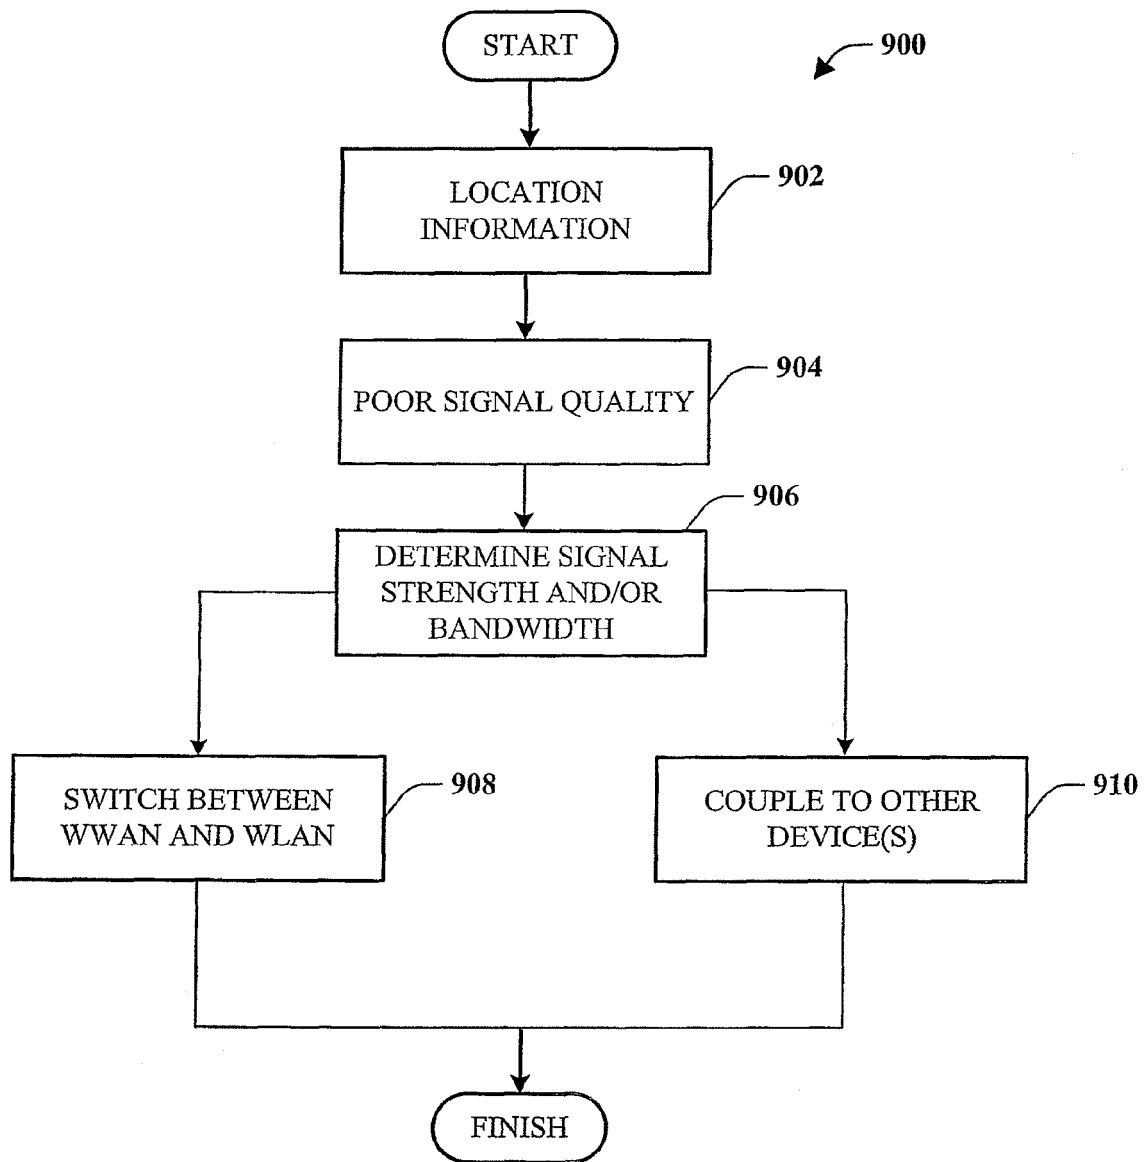 START
900
LOCATION
INFORMATION
902
POOR SIGNAL QUALITY
904
906
DETERMINE SIGNAL
STRENGTH AND/OR
BANDWIDTH
SWITCH BETWEEN
WWAN AND WLAN
908
COUPLE TO OTHER
DEVICE(S)
910
FINISH